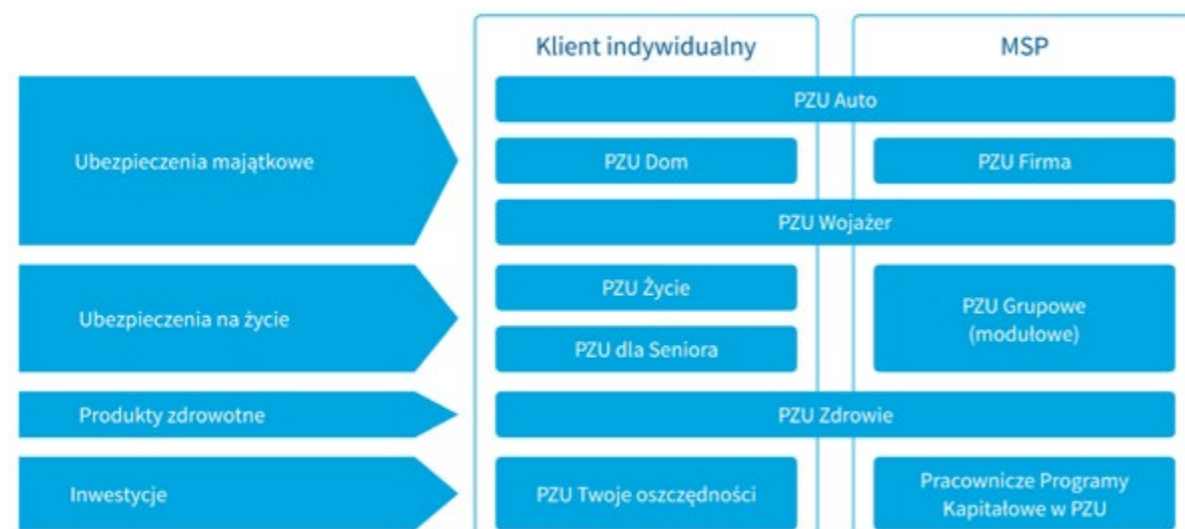 Klient indywidualny
MSP
Ubezpieczenia majątkowe
PZU Auto
PZU Dom
PZU Firma
PZU Wojażer
Ubezpieczenia na życie
PZU Życie
PZU dla Seniora
PZU Grupowe
(modułowe)
Produkty zdrowotne
PZU Zdrowie
Inwestycje
PZU Twoje oszczędności
Pracownicze Programy
Kapitałowe w PZU